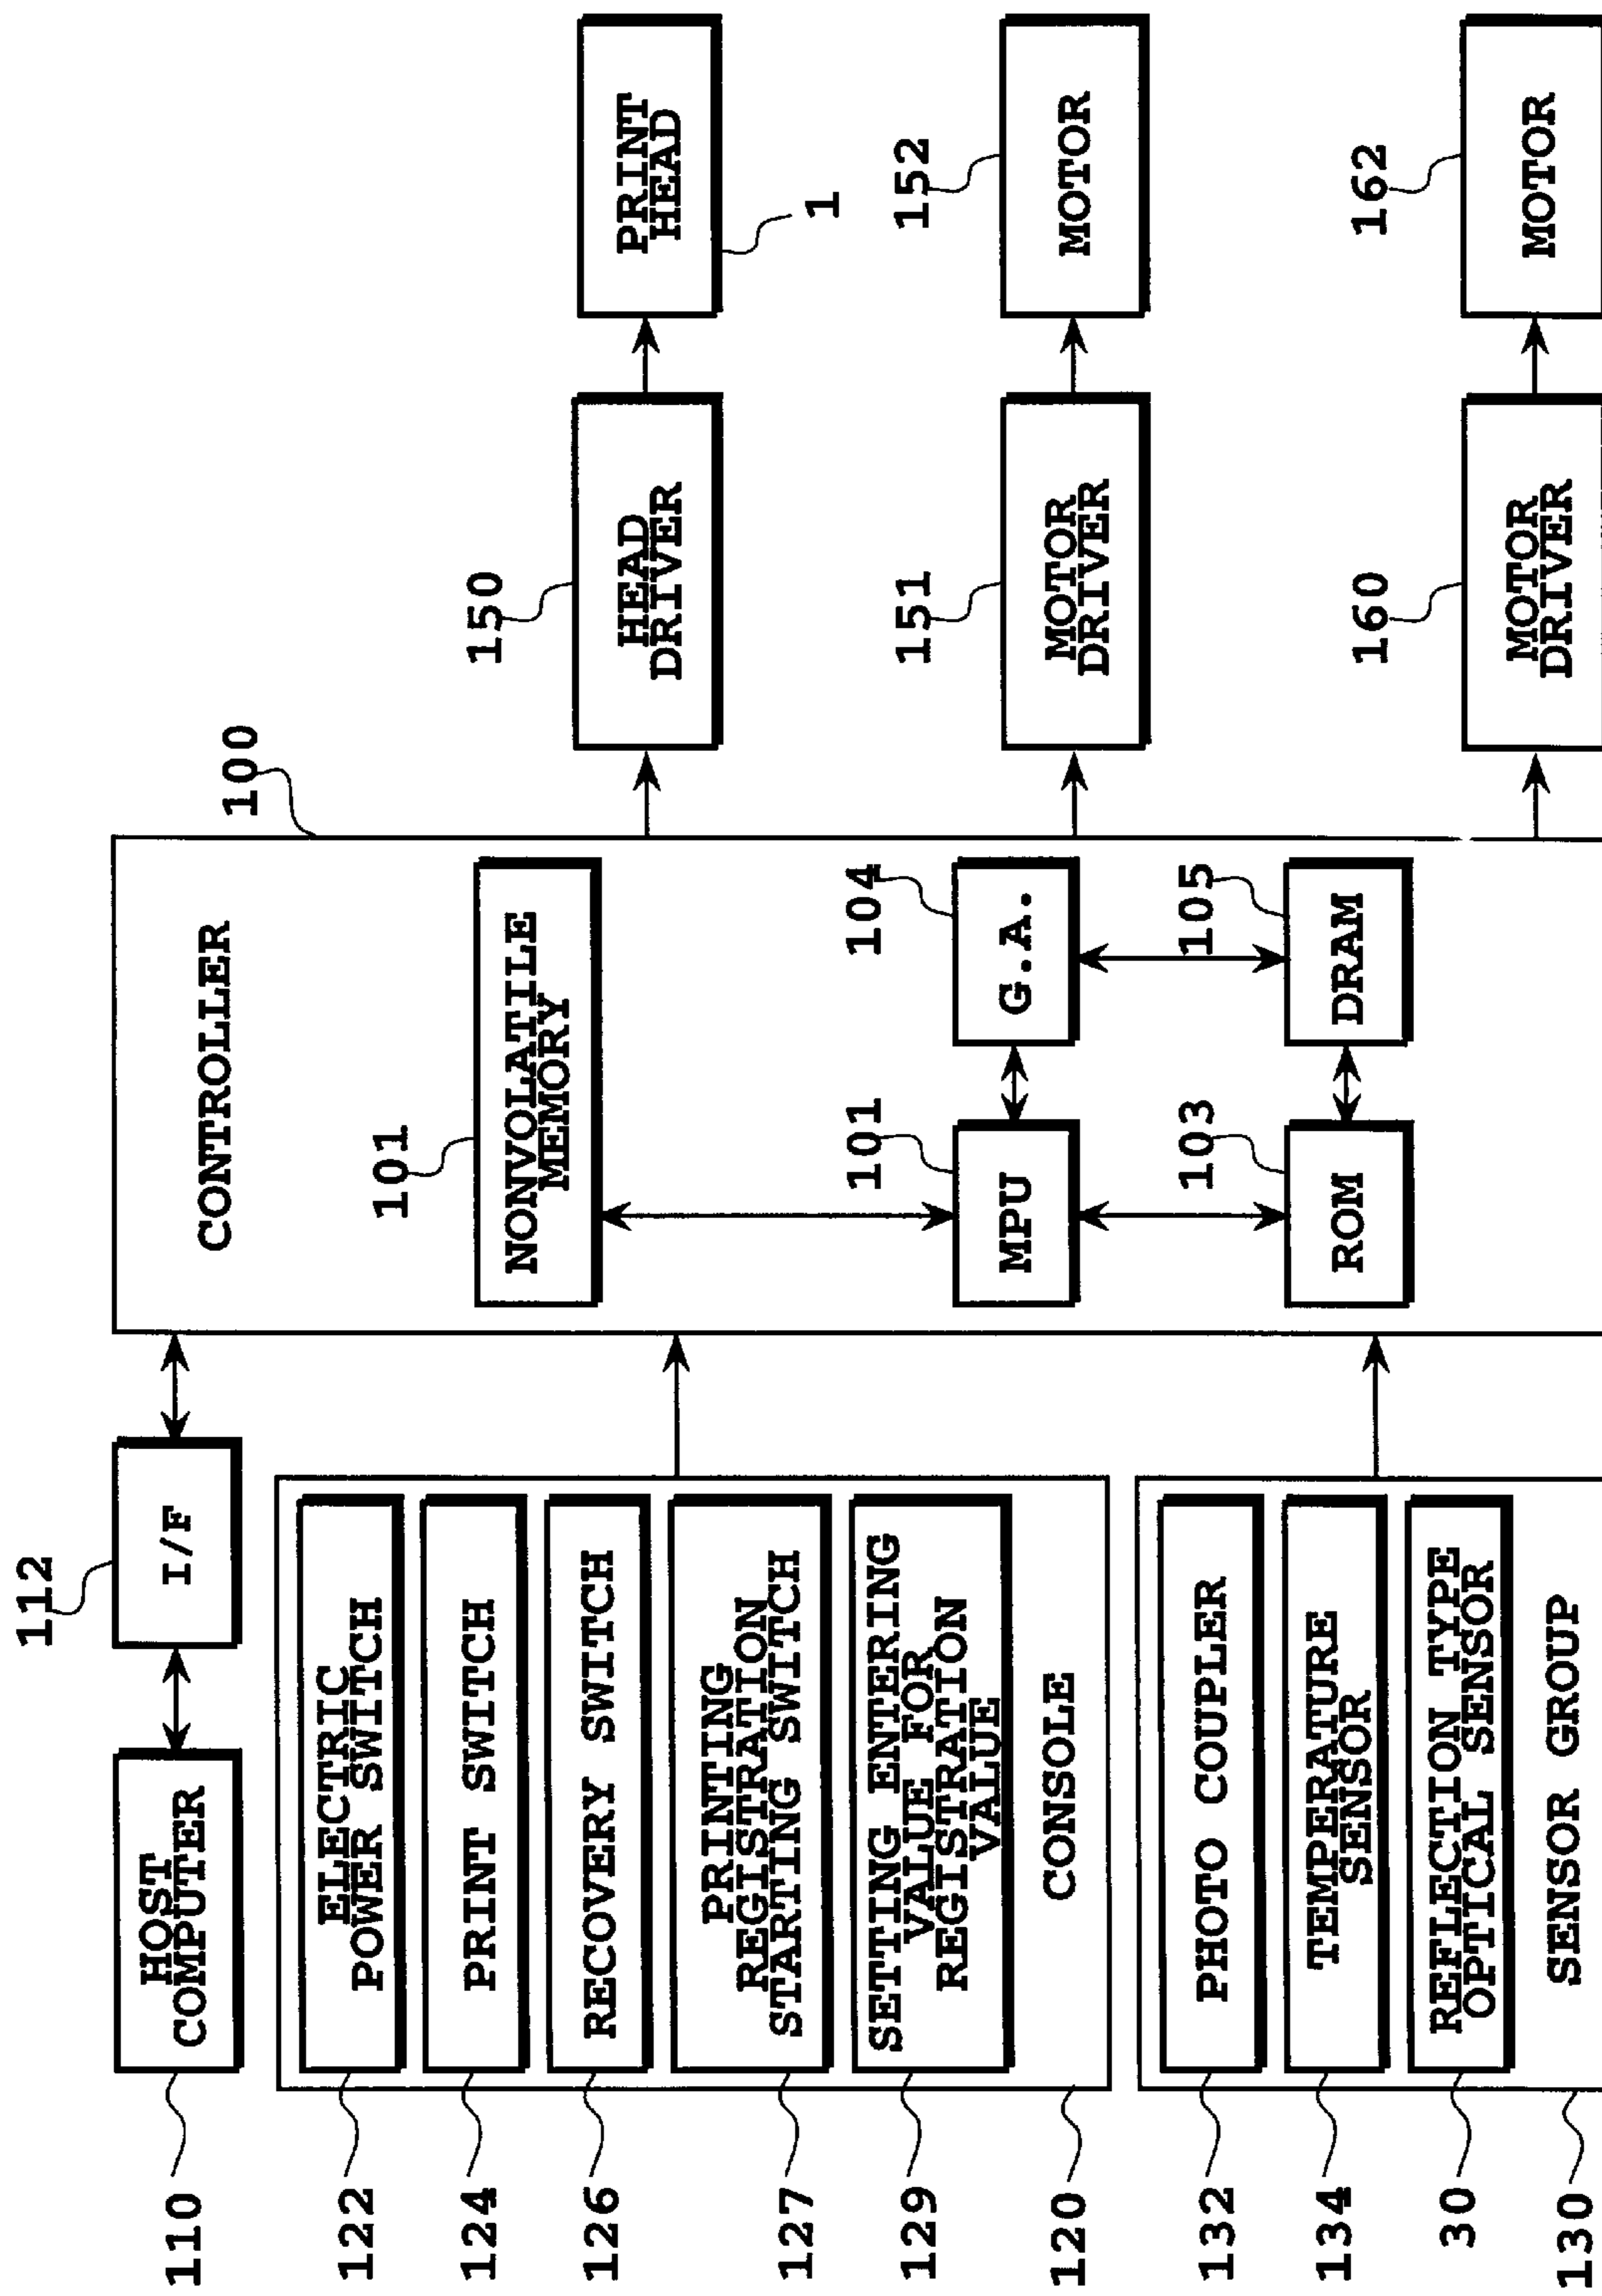 110
HOST
COMPUTER
112
I/F
122
ELECTRIC
POWER SWITCH
124
PRINT SWITCH
126
RECOVERY SWITCH
127
PRINTING
REGISTRATION
STARTING SWITCH
129
SETTING ENTERING
VALUE FOR
REGISTRATION
VALUE
120
CONSOLE
132
PHOTO COUPLER
134
TEMPERATURE
SENSOR
30
REFLECTION TYPE
OPTICAL SENSOR
130
SENSOR GROUP
100
CONTROLLER
101
NONVOLATILE
MEMORY
101
MPU
104
G.A.
103
ROM
105
DRAM
150
HEAD
DRIVER
PRINT
HEAD
1
151
MOTOR
DRIVER
152
MOTOR
160
MOTOR
DRIVER
162
MOTOR